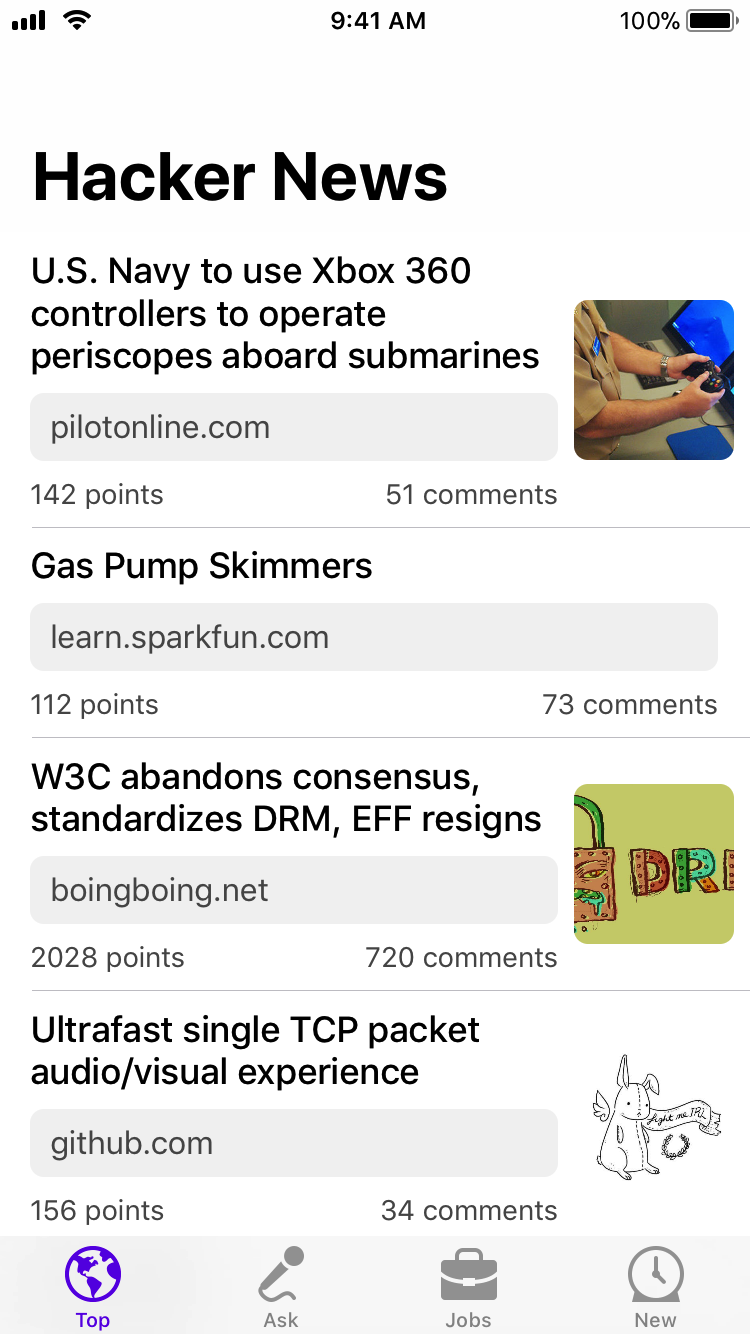 9:41 AM
100%
Hacker News
U.S. Navy to use Xbox 360
controllers to operate
periscopes aboard submarines
pilotonline.com
142 points
51 comments
Gas Pump Skimmers
learn.sparkfun.com
112 points
73 comments
W3C abandons consensus,
standardizes DRM, EFF resigns
boingboing.net
2028 points
720 comments
DR
Ultrafast single TCP packet
audio/visual experience
github.com
156 points
34 comments
fight me
Top
Ask
Jobs
New